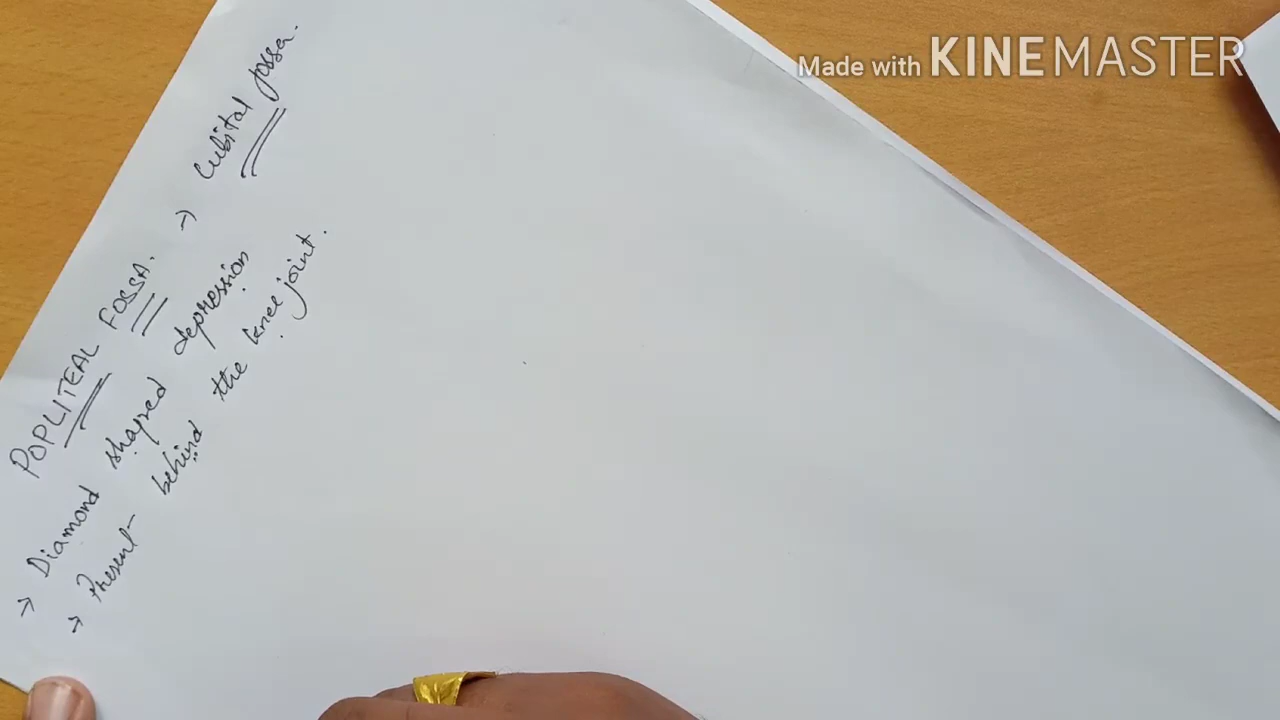 Made with KINEMASTER
POPLITEAL FOSSA. → Cubital fossa.
→ Diamond shaped depression
→ Present behind the knee joint.